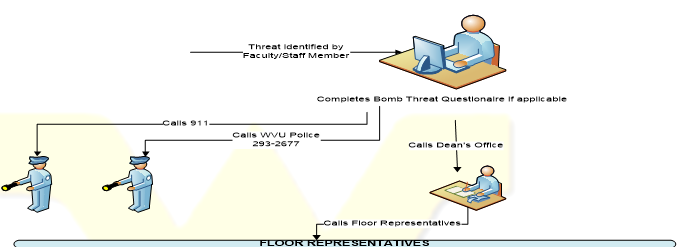 Threat identified by
Faculty/Staff Member
Completes Bomb Threat Questionaire if applicable
Calls 911
Calls WVU Police
293-2677
Calls Dean's Office
Calls Floor Representatives
FLOOR REPRESENTATIVES